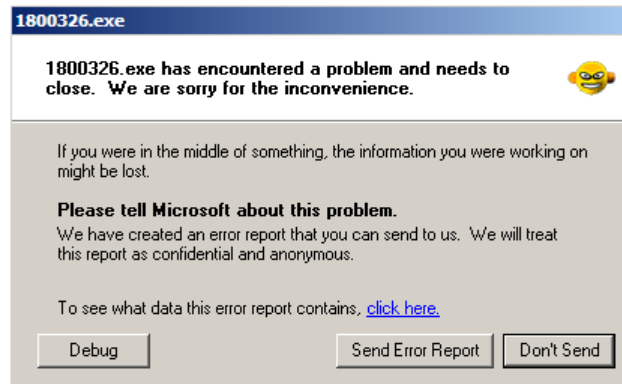 1800326.exe
1800326.exe has encountered a problem and needs to
close.  We are sorry for the inconvenience.
If you were in the middle of something, the information you were working on
might be lost.
Please tell Microsoft about this problem.
We have created an error report that you can send to us.  We will treat
this report as confidential and anonymous.
To see what data this error report contains, click here.
Debug
Send Error Report
Don't Send